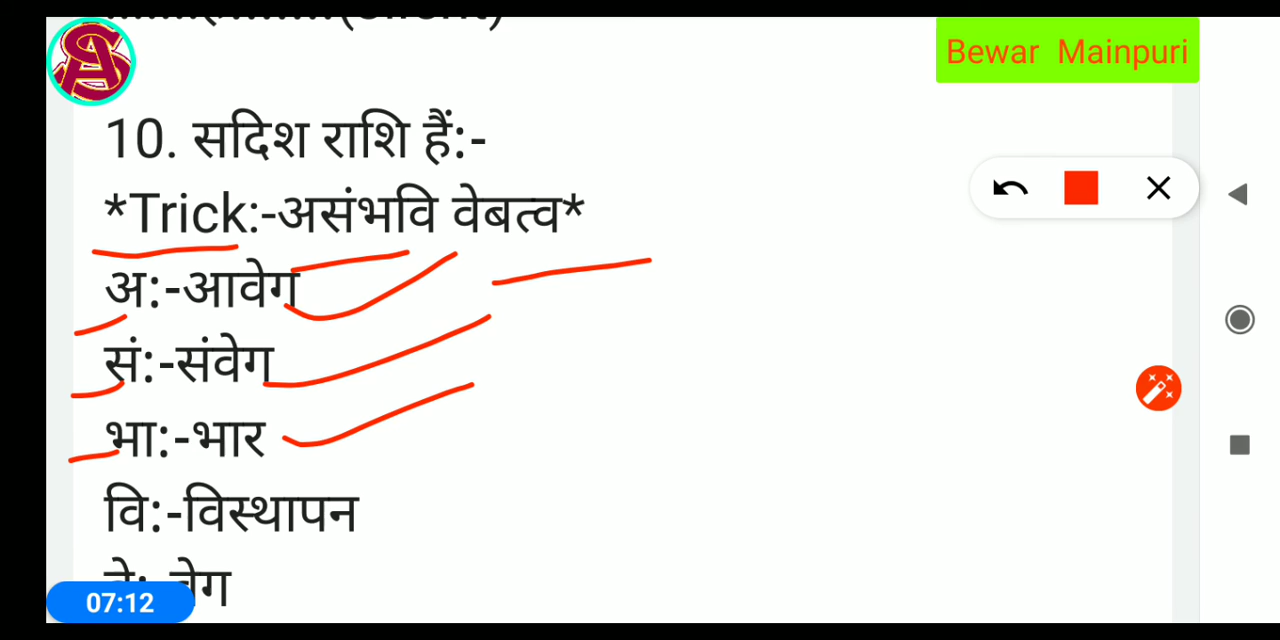 Bewar Mainpuri
10. सदिश राशि हैं:-
*Trick:-असंभवि वेबत्व*
अ:-आवेग
सं:-संवेग
भा:-भार
वि:-विस्थापन
वे:-वेग
07:12